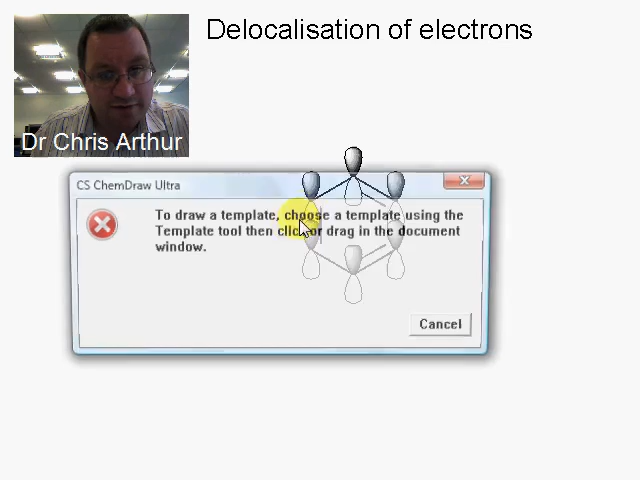 Delocalisation of electrons
Dr Chris Arthur
CS ChemDraw Ultra
To draw a template, choose a template using the
Template tool then click or drag in the document
window.
Cancel